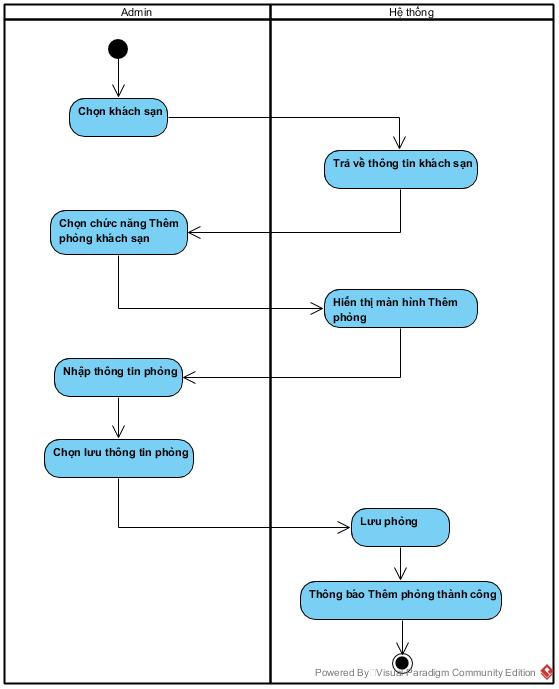 Admin
Hệ thống
Chọn khách sạn
Trả về thông tin khách sạn
Chọn chức năng Thêm
phòng khách sạn
Hiển thị màn hình Thêm
phòng
Nhập thông tin phòng
Chọn lưu thông tin phòng
Lưu phòng
Thông báo Thêm phòng thành công
Powered By Visual Paradigm Community Edition